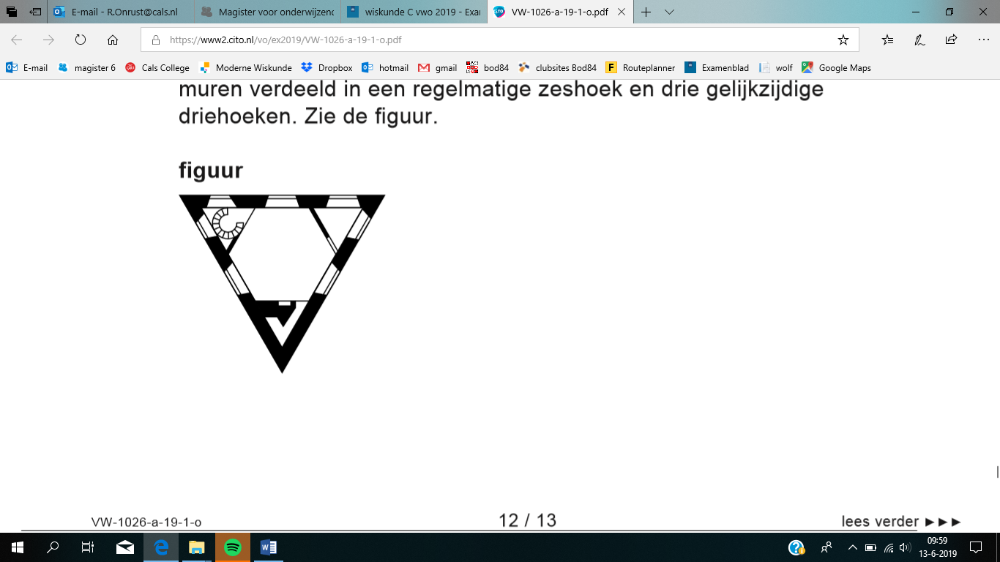 E-mail - R.Onrust@cals.nl
Magister voor onderwijzenc
wiskunde C vwo 2019 - Exar
VW-1026-a-19-1-o.pdf
https://www2.cito.nl/vo/ex2019/VW-1026-a-19-1-o.pdf
E-mail
magister 6
Cals College
Moderne Wiskunde
Dropbox
hotmail
gmail
bod84
clubsites Bod84
Routeplanner
Examenblad
wolf
Google Maps
muren verdeeld in een regelmatige zeshoek en drie gelijkzijdige
driehoeken. Zie de figuur.
figuur
VW-1026-a-19-1-o
12 / 13
lees verder ►►►
09:59
13-6-2019